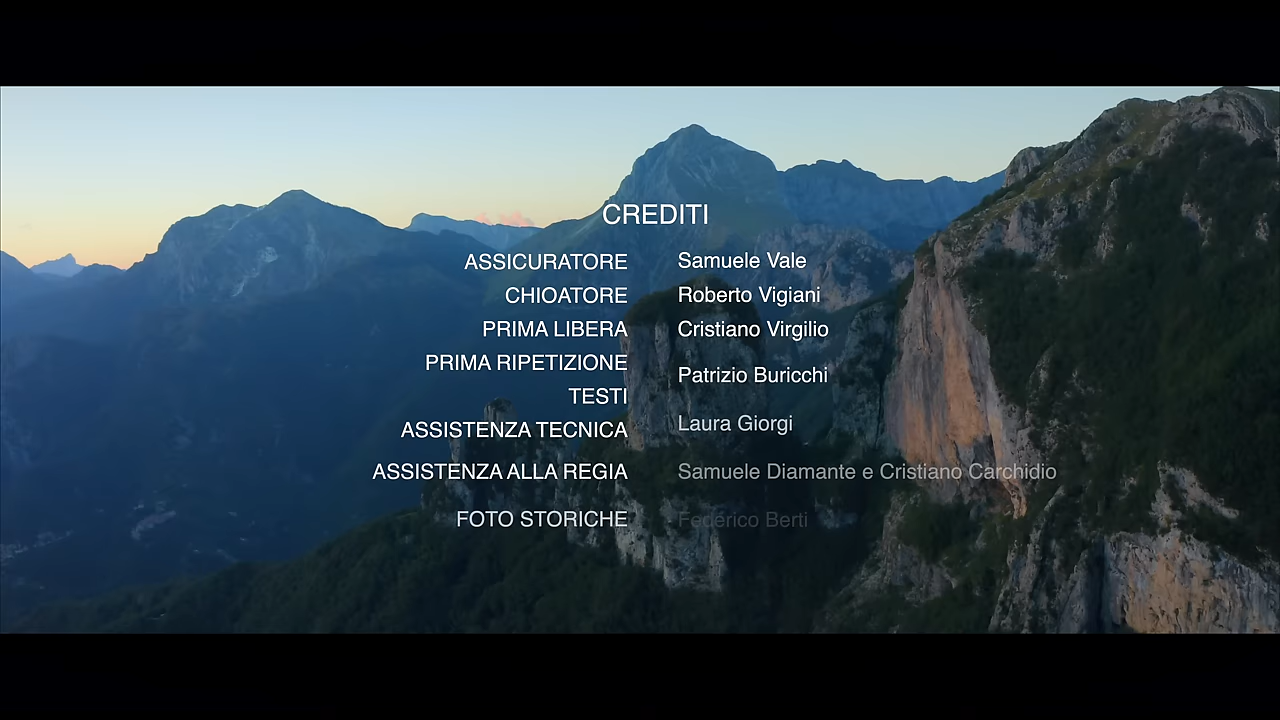 CREDITI
ASSICURATORE Samuele Vale
CHIOATORE Roberto Vigiani
PRIMA LIBERA Cristiano Virgilio
PRIMA RIPETIZIONE Patrizio Buricchi
TESTI
ASSISTENZA TECNICA Laura Giorgi
ASSISTENZA ALLA REGIA Samuele Diamante e Cristiano Carchidio
FOTO STORICHE Federico Berti